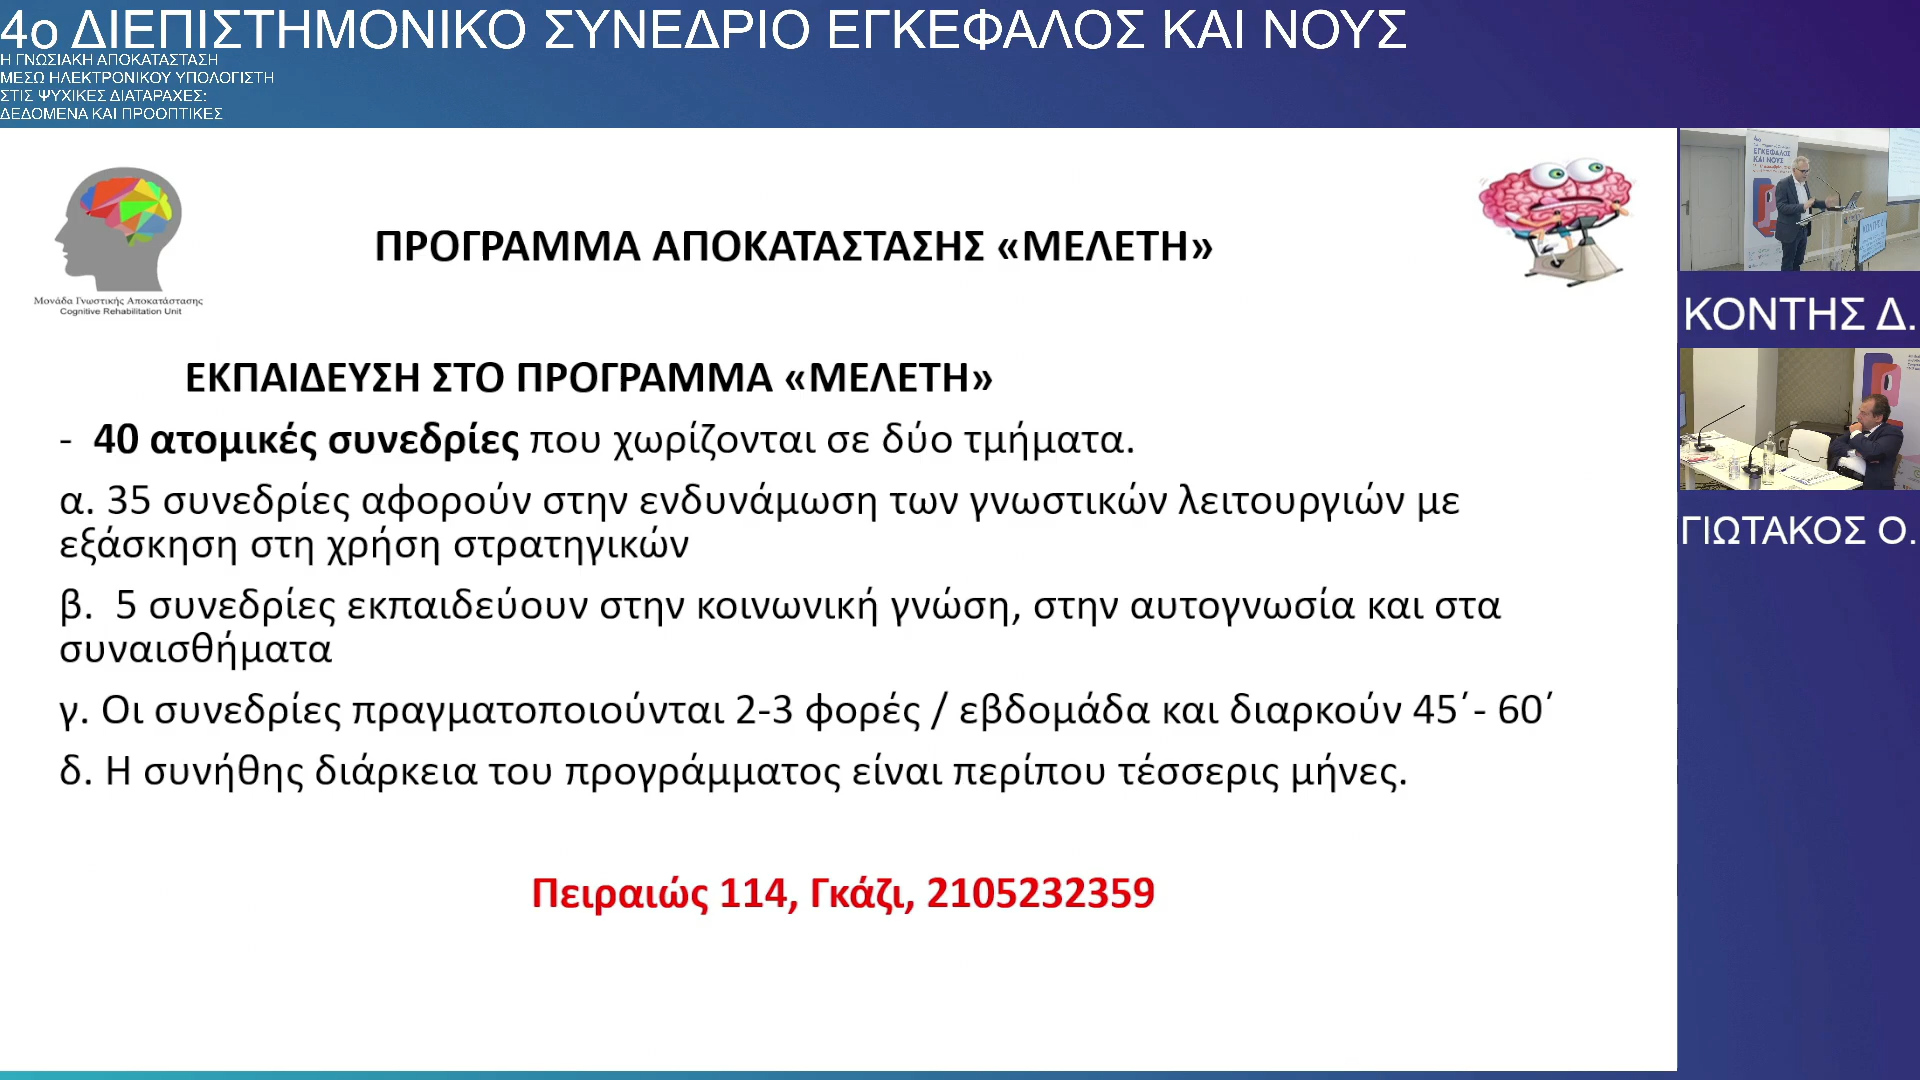 4ο ΔΙΕΠΙΣΤΗΜΟΝΙΚΟ ΣΥΝΕΔΡΙΟ ΕΓΚΕΦΑΛΟΣ ΚΑΙ ΝΟΥΣ
Η ΓΝΩΣΙΑΚΗ ΑΠΟΚΑΤΑΣΤΑΣΗ
ΜΕΣΩ ΗΛΕΚΤΡΟΝΙΚΟΥ ΥΠΟΛΟΓΙΣΤΗ
ΣΤΙΣ ΨΥΧΙΚΕΣ ΔΙΑΤΑΡΑΧΕΣ:
ΔΕΔΟΜΕΝΑ ΚΑΙ ΠΡΟΟΠΤΙΚΕΣ
Μονάδα Γνωστικής Αποκατάστασης
Cognitive Rehabilitation Unit
ΠΡΟΓΡΑΜΜΑ ΑΠΟΚΑΤΑΣΤΑΣΗΣ «ΜΕΛΕΤΗ»
ΕΚΠΑΙΔΕΥΣΗ ΣΤΟ ΠΡΟΓΡΑΜΜΑ «ΜΕΛΕΤΗ»
- 40 ατομικές συνεδρίες που χωρίζονται σε δύο τμήματα.
α. 35 συνεδρίες αφορούν στην ενδυνάμωση των γνωστικών λειτουργιών με
εξάσκηση στη χρήση στρατηγικών
β. 5 συνεδρίες εκπαιδεύουν στην κοινωνική γνώση, στην αυτογνωσία και στα
συναισθήματα
γ. Οι συνεδρίες πραγματοποιούνται 2-3 φορές / εβδομάδα και διαρκούν 45΄- 60΄
δ. Η συνήθης διάρκεια του προγράμματος είναι περίπου τέσσερις μήνες.
Πειραιώς 114, Γκάζι, 2105232359
4ο
ΕΓΚΕΦΑΛΟΣ
ΚΑΙ ΝΟΥΣ
ΚΟΝΤΗΣ Δ.
ΓΙΩΤΑΚΟΣ Ο.